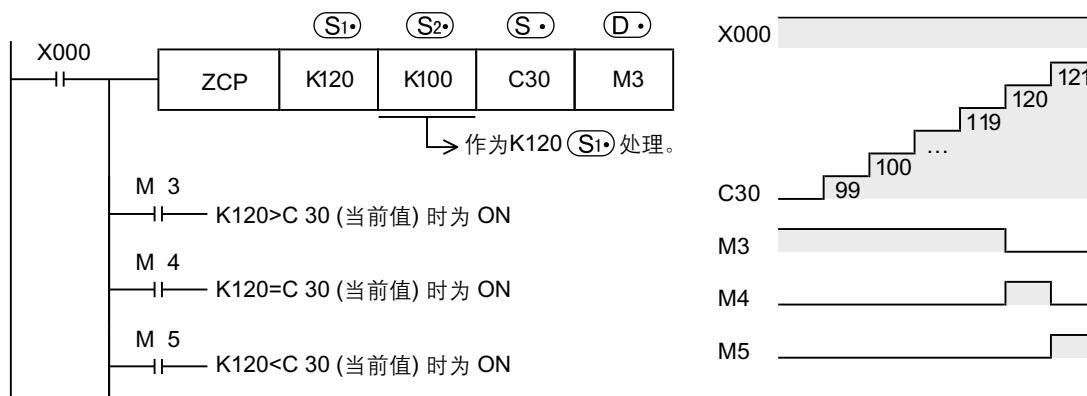 S1• S2• S • D •
X000
ZCP K120 K100 C30 M3
作为K120 S1• 处理。
M 3
K120>C 30 (当前值) 时为 ON
M 4
K120=C 30 (当前值) 时为 ON
M 5
K120<C 30 (当前值) 时为 ON
X000
121
120
119
…
100
99
C30
M3
M4
M5